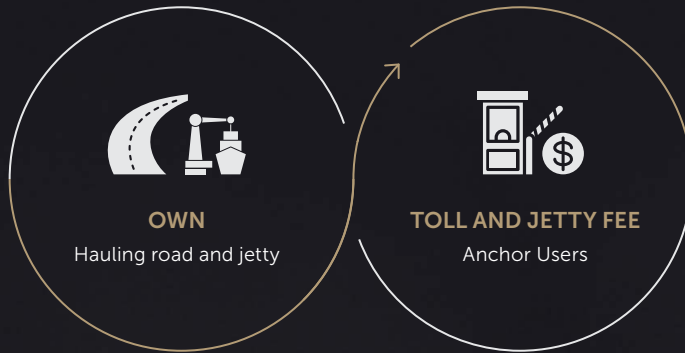 OWN
Hauling road and jetty
TOLL AND JETTY FEE
Anchor Users